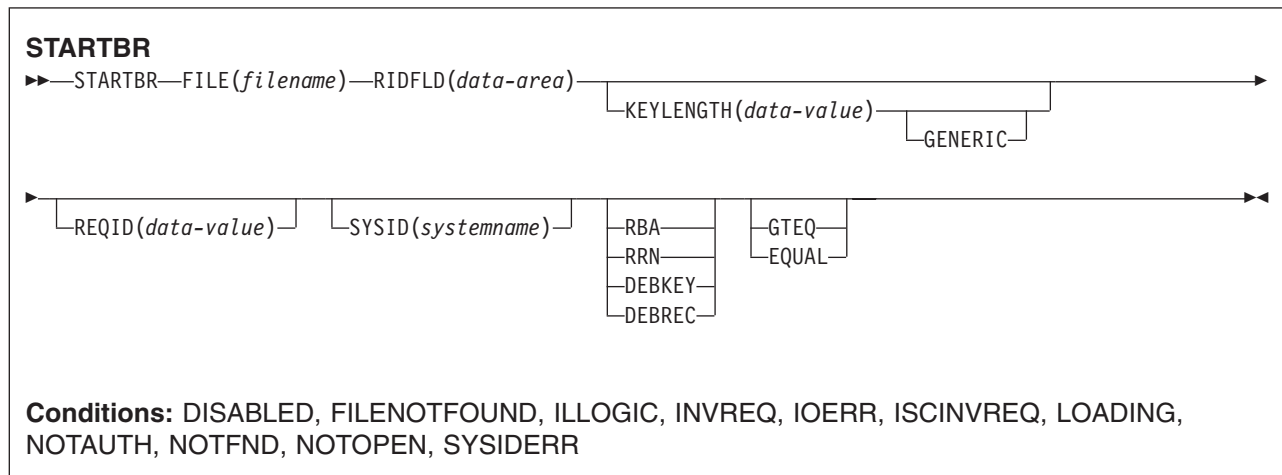 STARTBR
STARTBR FILE(filename) RIDFLD(data-area)
KEYLENGTH(data-value)
GENERIC
REQID(data-value) SYSID(systemname) RBA GTEQ
RRN EQUAL
DEBKEY
DEBREC
Conditions: DISABLED, FILENOTFOUND, ILLOGIC, INVREQ, IOERR, ISCINVREQ, LOADING,
NOTAUTH, NOTFND, NOTOPEN, SYSIDERR